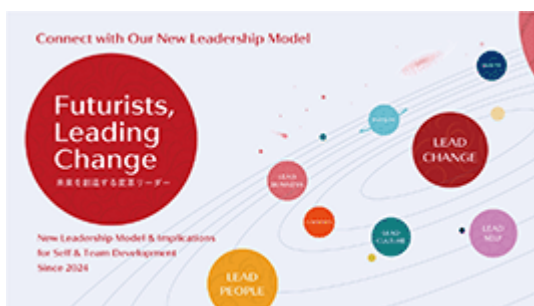 Connect with Our New Leadership Model
Futurists,
Leading
Change
未来を創造する変革リーダー
New Leadership Model & Implications
for Self & Team Development
Since 2024
LEAD
CHANGE
LEAD
BUSINESS
LEAD
CULTURE
LEAD
SELF
LEAD
PEOPLE